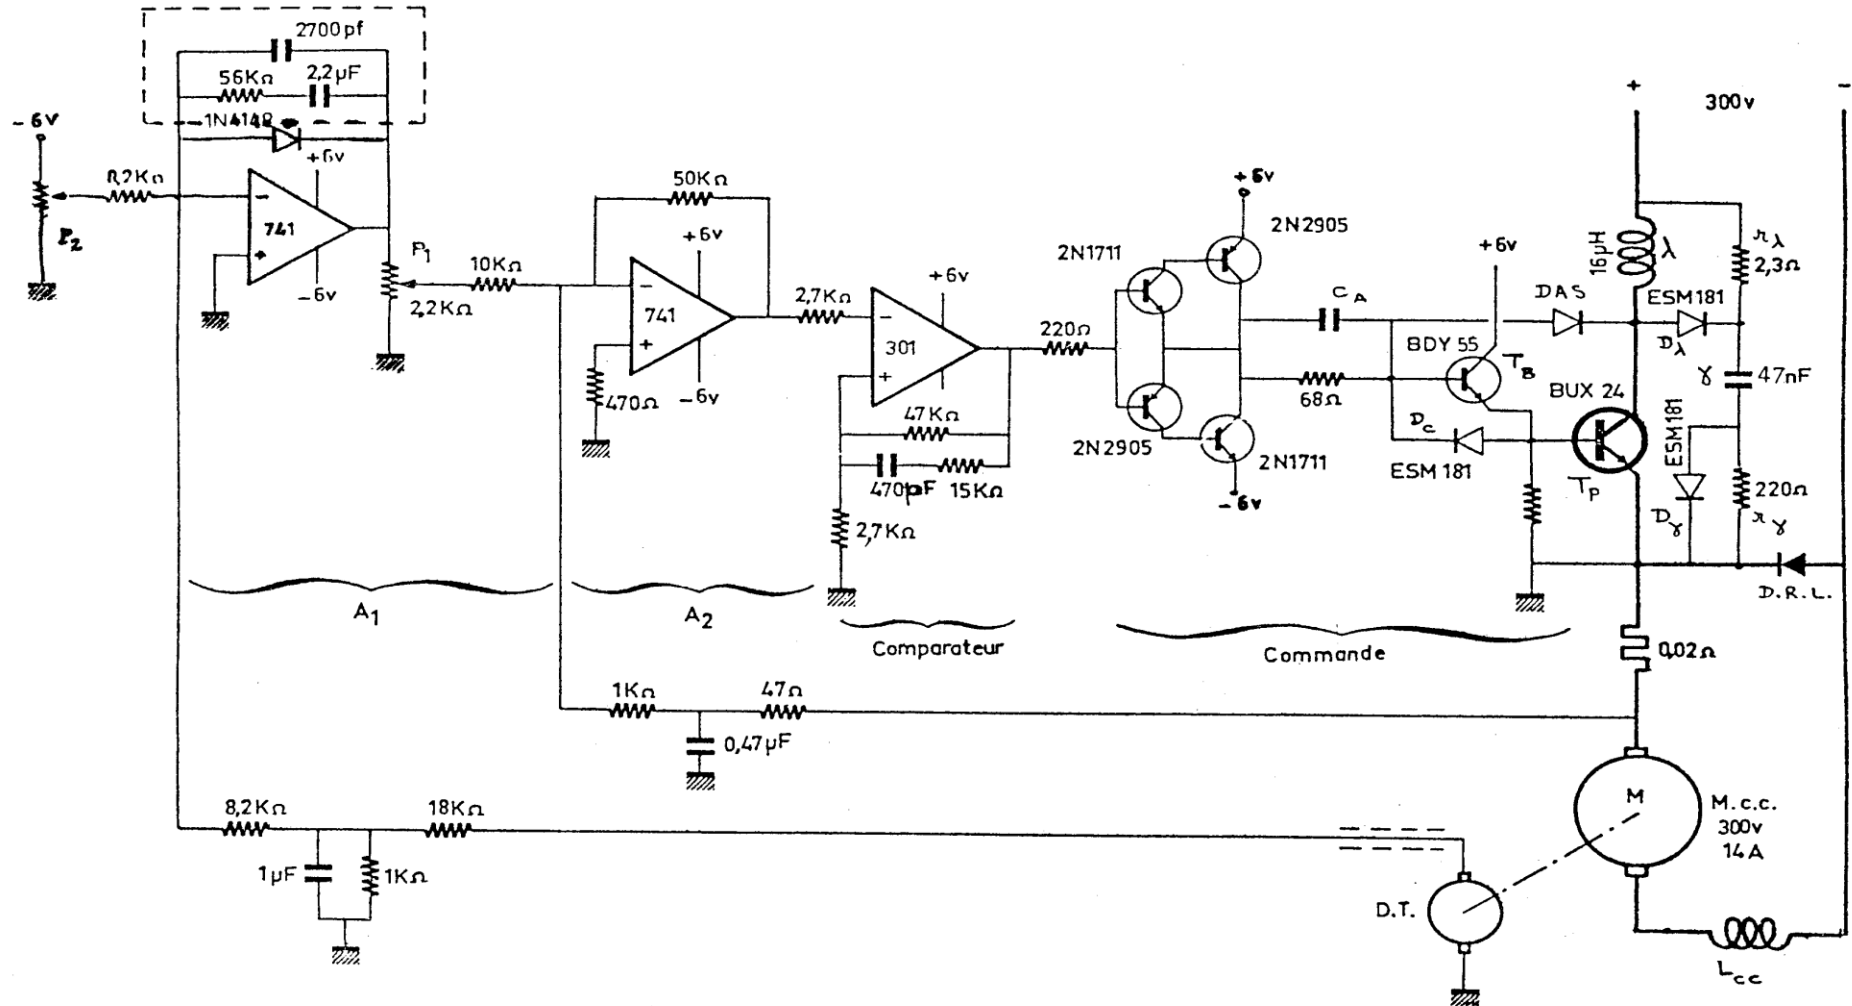 2700 pf
56KΩ
2,2µF
1N4148
-6v
+6v
8,2KΩ
-
741
+
P2
-6v
P1
2,2KΩ
10KΩ
50KΩ
+6v
-
741
+
-6v
470Ω
2,7KΩ
+6v
-
301
+
47KΩ
470pF
15KΩ
2,7KΩ
220Ω
2N1711
+6v
2N2905
2N2905
2N1711
-6v
CA
68Ω
+6v
DAS
BDY 55
TB
Dc
ESM 181
BUX 24
TP
+
300v
-
16µH
λ
rλ
2,3Ω
ESM181
Dλ
γ
47nF
ESM181
Dγ
220Ω
rγ
D.R.L.
0,02Ω
A1
A2
Comparateur
Commande
1KΩ
47Ω
0,47µF
8,2KΩ
18KΩ
1µF
1KΩ
D.T.
M
M.c.c.
300v
14A
Lcc